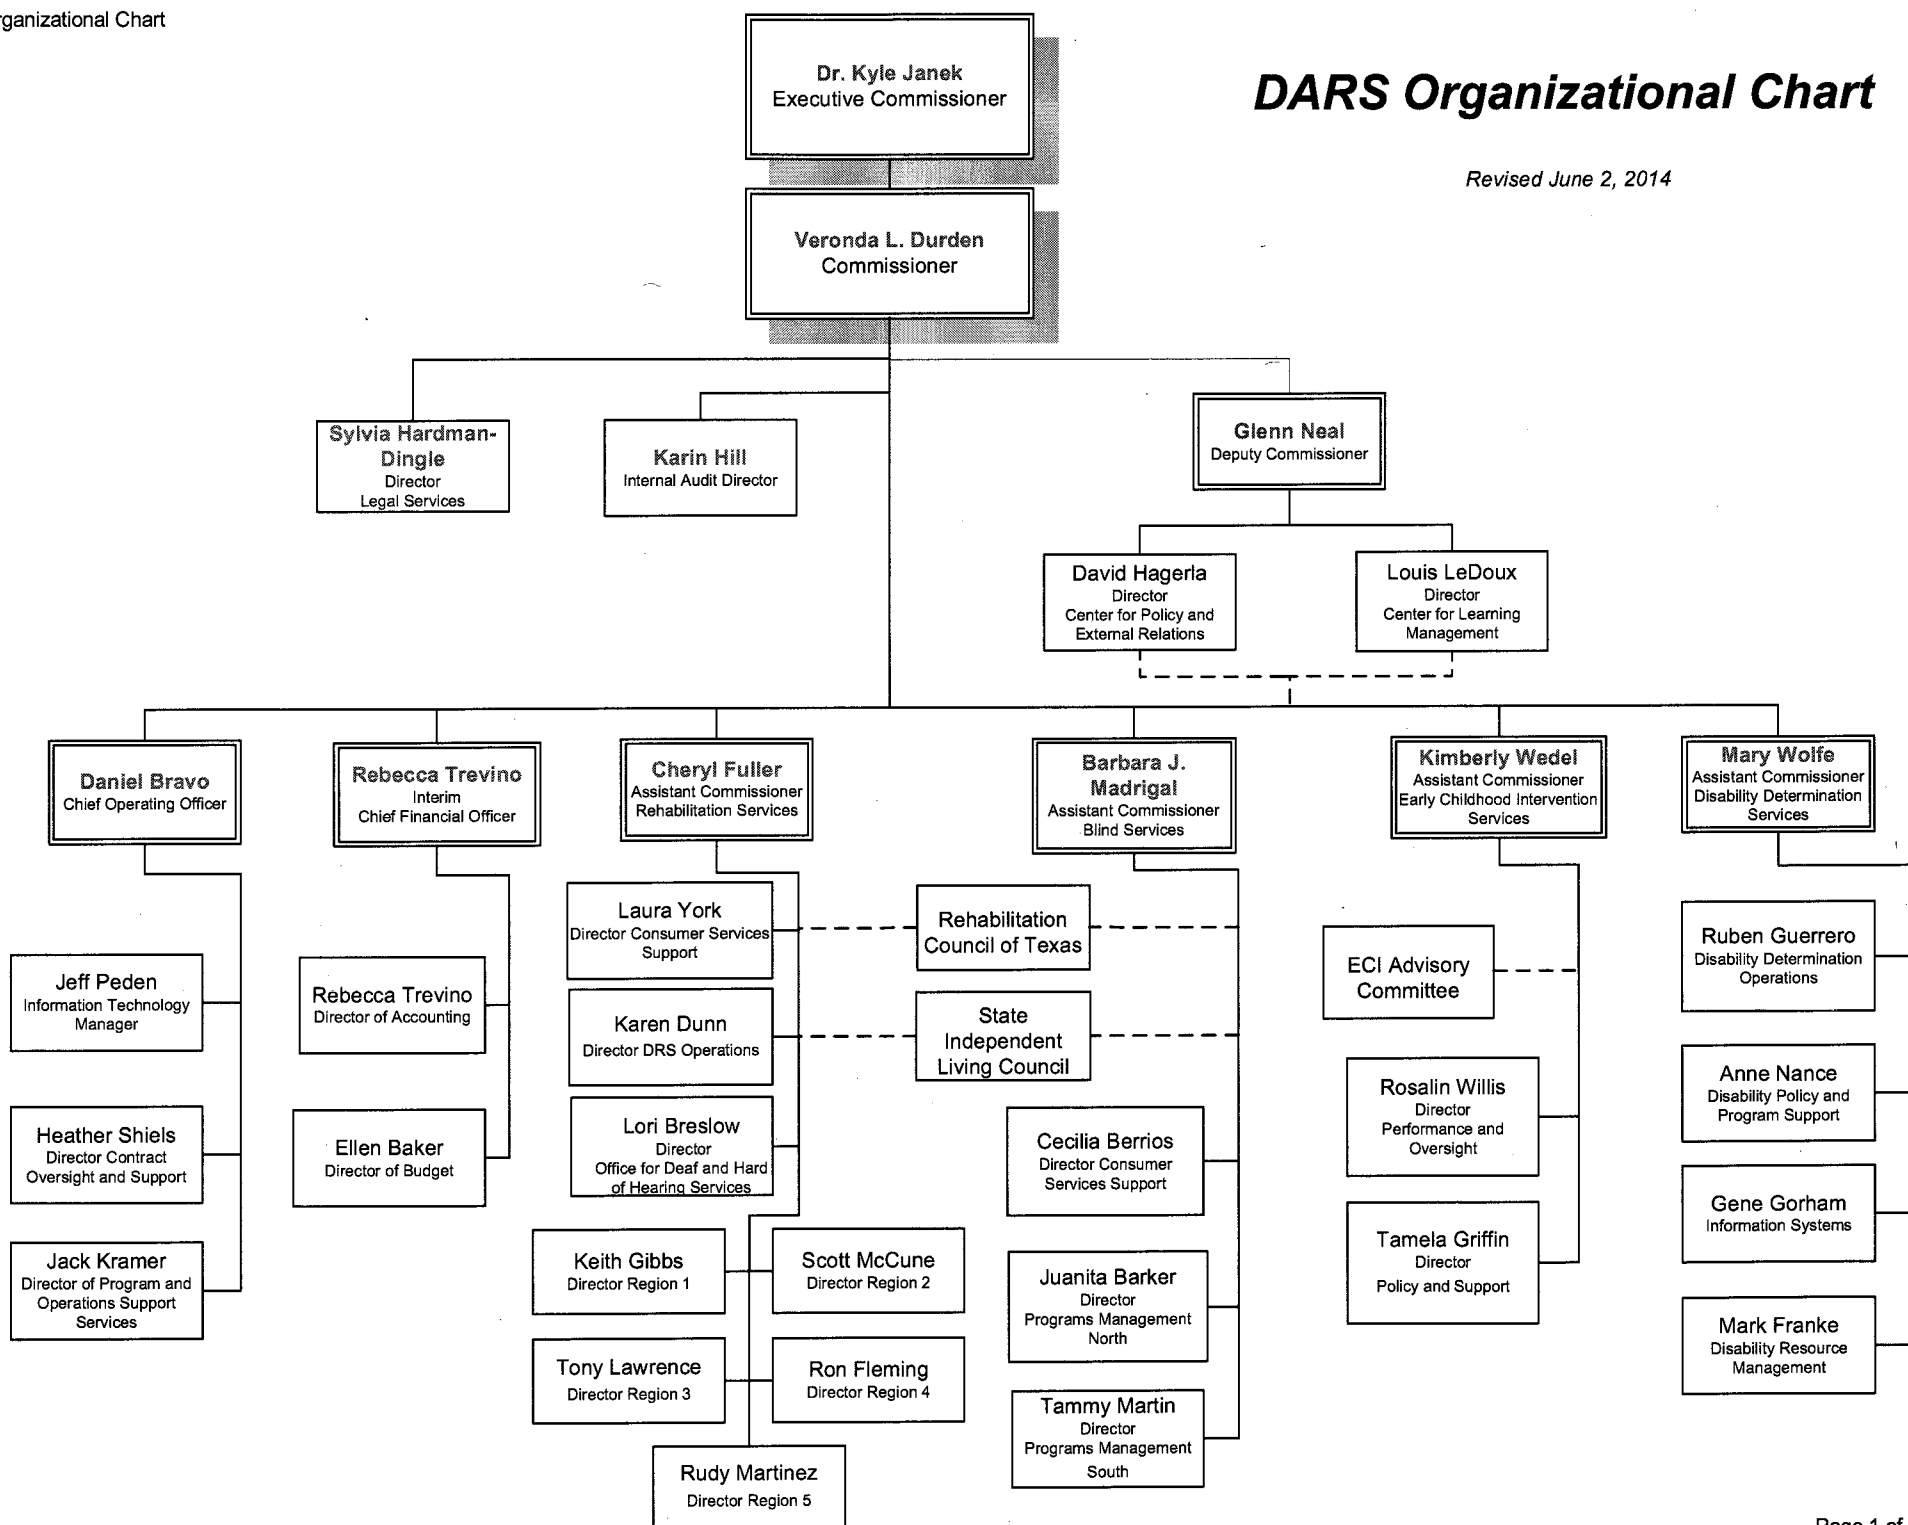 rganizational Chart
DARS Organizational Chart
Revised June 2, 2014
Dr. Kyle Janek
Executive Commissioner
Veronda L. Durden
Commissioner
Sylvia Hardman-
Dingle
Director
Legal Services
Karin Hill
Internal Audit Director
Glenn Neal
Deputy Commissioner
David Hagerla
Director
Center for Policy and
External Relations
Louis LeDoux
Director
Center for Learning
Management
Daniel Bravo
Chief Operating Officer
Rebecca Trevino
Interim
Chief Financial Officer
Cheryl Fuller
Assistant Commissioner
Rehabilitation Services
Barbara J.
Madrigal
Assistant Commissioner
Blind Services
Kimberly Wedel
Assistant Commissioner
Early Childhood Intervention
Services
Mary Wolfe
Assistant Commissioner
Disability Determination
Services
Jeff Peden
Information Technology
Manager
Heather Shiels
Director Contract
Oversight and Support
Jack Kramer
Director of Program and
Operations Support
Services
Rebecca Trevino
Director of Accounting
Ellen Baker
Director of Budget
Laura York
Director Consumer Services
Support
Karen Dunn
Director DRS Operations
Lori Breslow
Director
Office for Deaf and Hard
of Hearing Services
Keith Gibbs
Director Region 1
Scott McCune
Director Region 2
Tony Lawrence
Director Region 3
Ron Fleming
Director Region 4
Rudy Martinez
Director Region 5
Rehabilitation
Council of Texas
State
Independent
Living Council
Cecilia Berrios
Director Consumer
Services Support
Juanita Barker
Director
Programs Management
North
Tammy Martin
Director
Programs Management
South
ECI Advisory
Committee
Rosalin Willis
Director
Performance and
Oversight
Tamela Griffin
Director
Policy and Support
Ruben Guerrero
Disability Determination
Operations
Anne Nance
Disability Policy and
Program Support
Gene Gorham
Information Systems
Mark Franke
Disability Resource
Management
Page 1 of